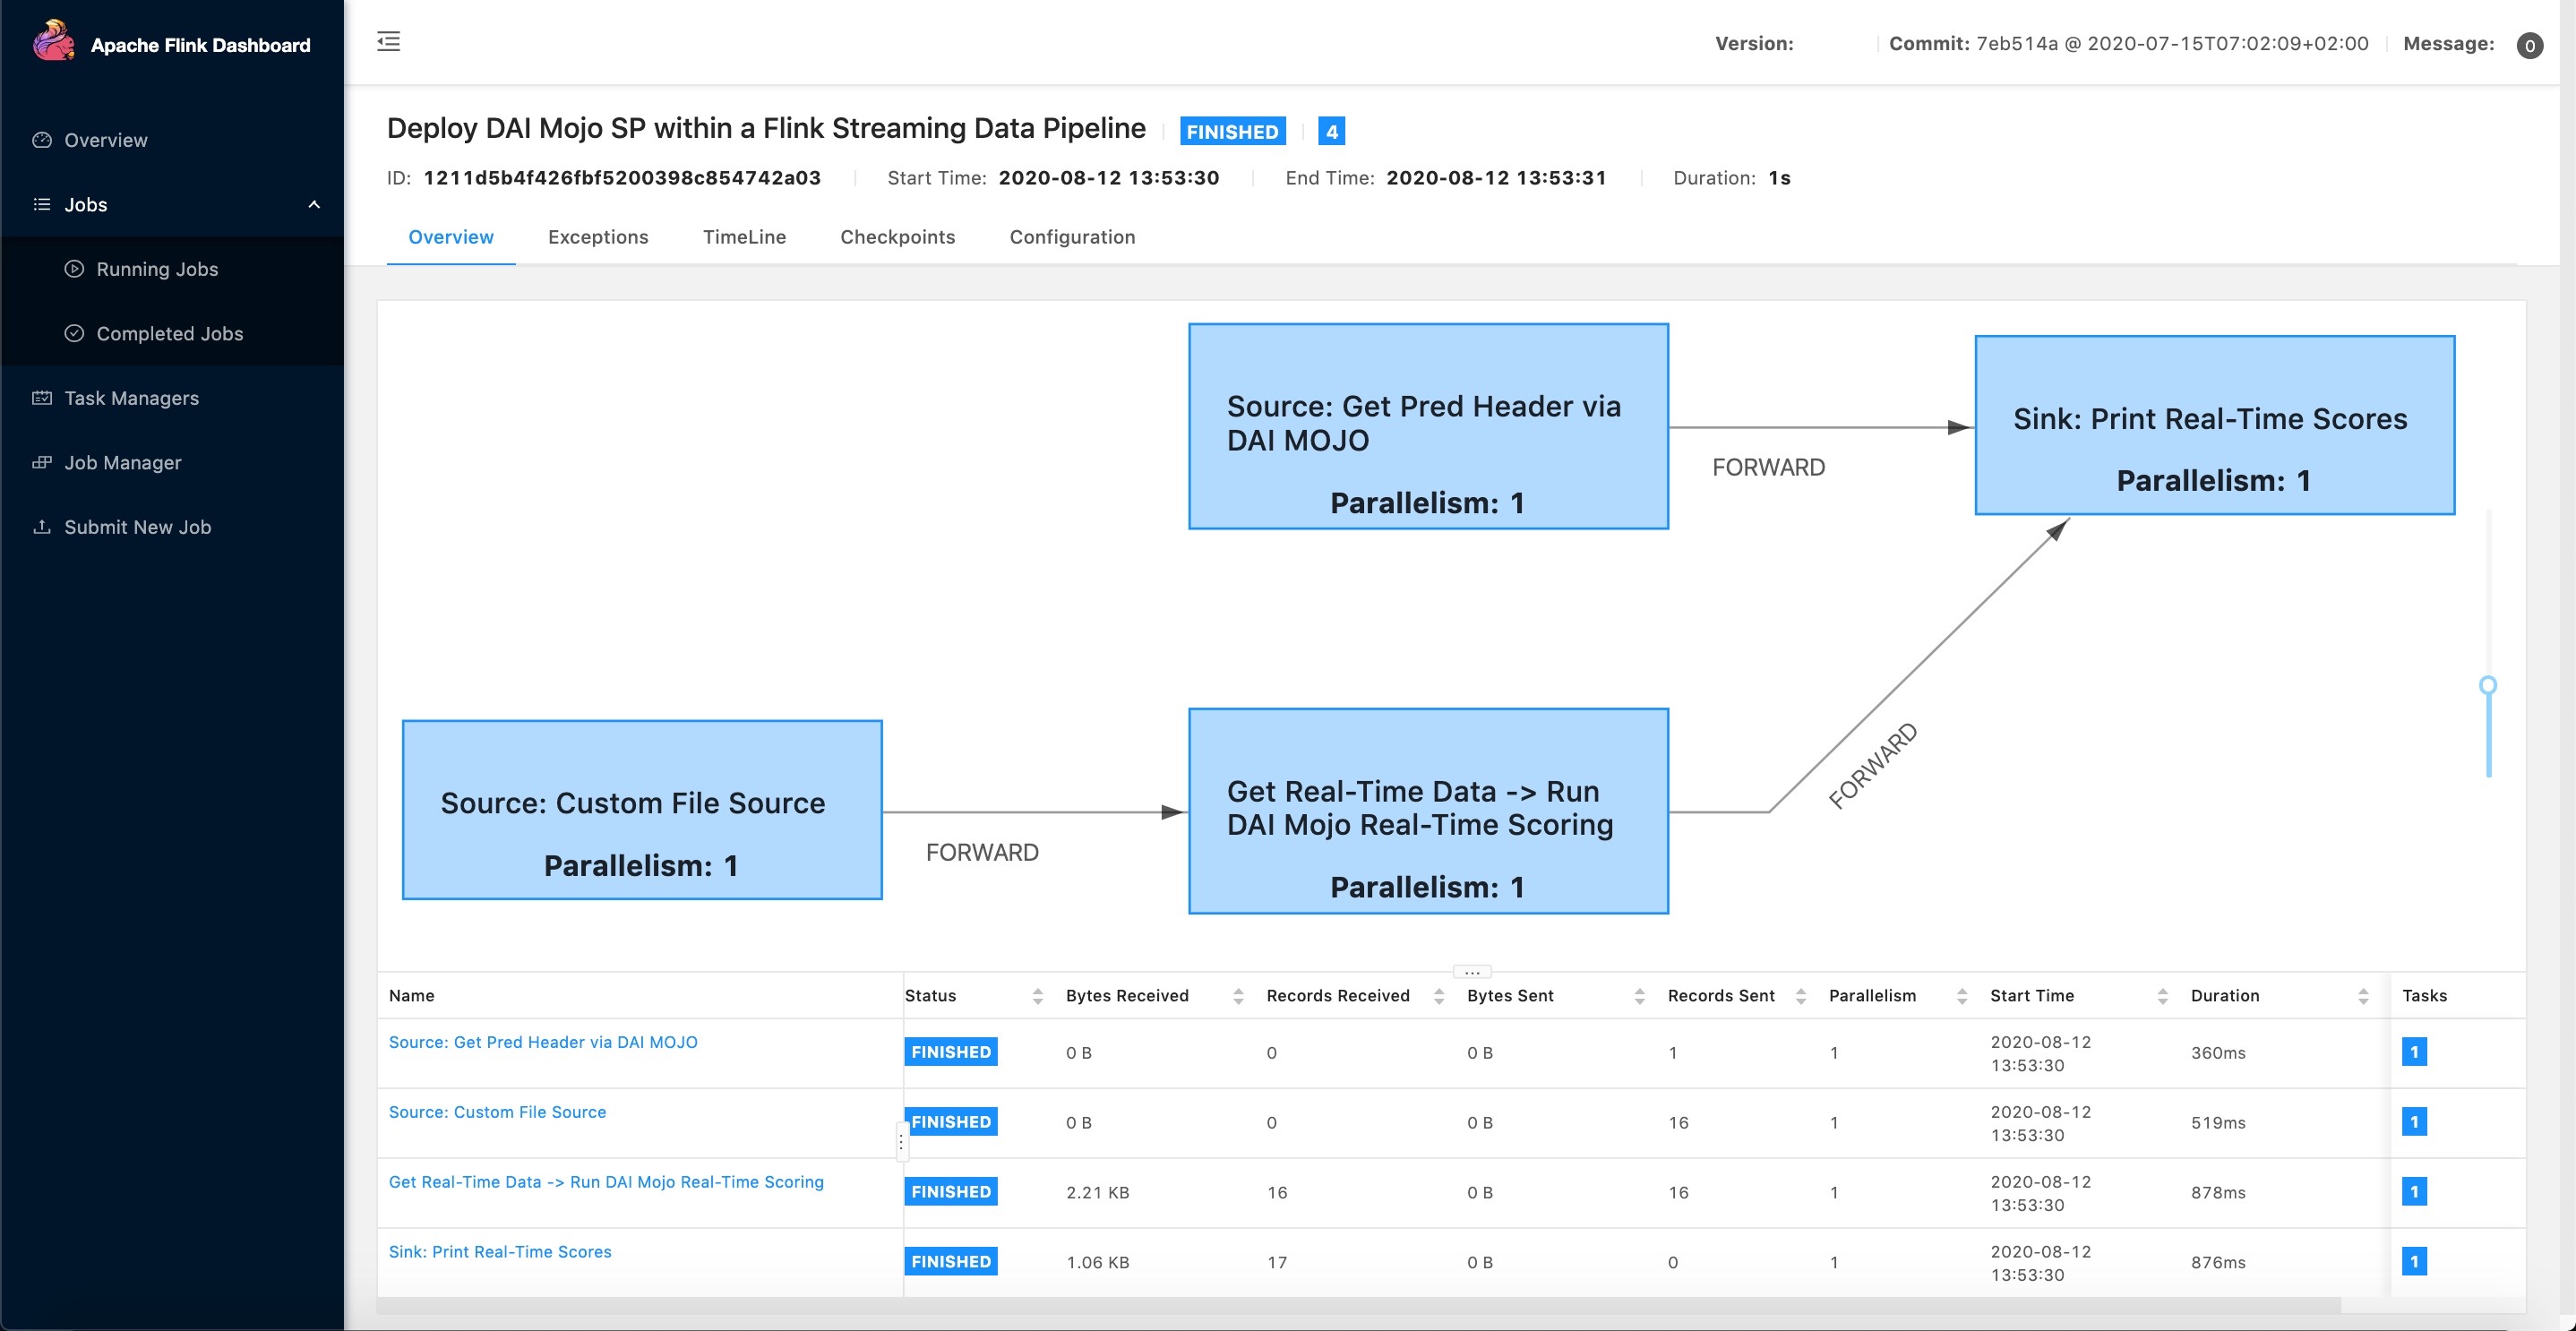 Apache Flink Dashboard
Version:
Commit: 7eb514a @ 2020-07-15T07:02:09+02:00
Message: 0
Overview
Jobs
Running Jobs
Completed Jobs
Task Managers
Job Manager
Submit New Job
Deploy DAI Mojo SP within a Flink Streaming Data Pipeline FINISHED 4
ID: 1211d5b4f426fbf5200398c854742a03 Start Time: 2020-08-12 13:53:30 End Time: 2020-08-12 13:53:31 Duration: 1s
Overview Exceptions TimeLine Checkpoints Configuration
Source: Get Pred Header via
DAI MOJO
Parallelism: 1
FORWARD
Sink: Print Real-Time Scores
Parallelism: 1
Source: Custom File Source
Parallelism: 1
FORWARD
Get Real-Time Data -> Run
DAI Mojo Real-Time Scoring
Parallelism: 1
FORWARD
Name Status Bytes Received Records Received Bytes Sent Records Sent Parallelism Start Time Duration Tasks
Source: Get Pred Header via DAI MOJO FINISHED 0 B 0 0 B 1 1 2020-08-12 13:53:30 360ms 1
Source: Custom File Source FINISHED 0 B 0 0 B 16 1 2020-08-12 13:53:30 519ms 1
Get Real-Time Data -> Run DAI Mojo Real-Time Scoring FINISHED 2.21 KB 16 0 B 16 1 2020-08-12 13:53:30 878ms 1
Sink: Print Real-Time Scores FINISHED 1.06 KB 17 0 B 0 1 2020-08-12 13:53:30 876ms 1